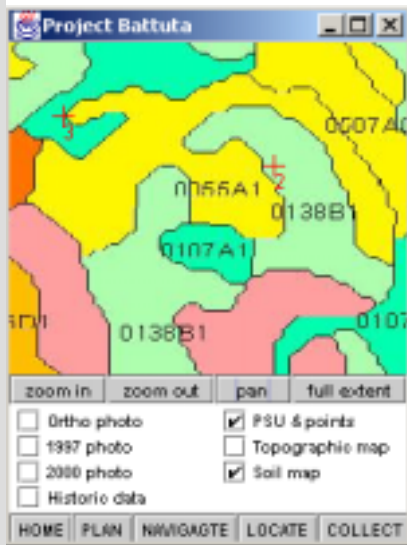 Project Battuta
3
2
0055A1
0138B1
0107A1
0138B1
0107
zoom in zoom out pan full extent
Ortho photo PSU & points
1997 photo Topographic map
2000 photo Soil map
Historic data
HOME PLAN NAVIGAGTE LOCATE COLLECT